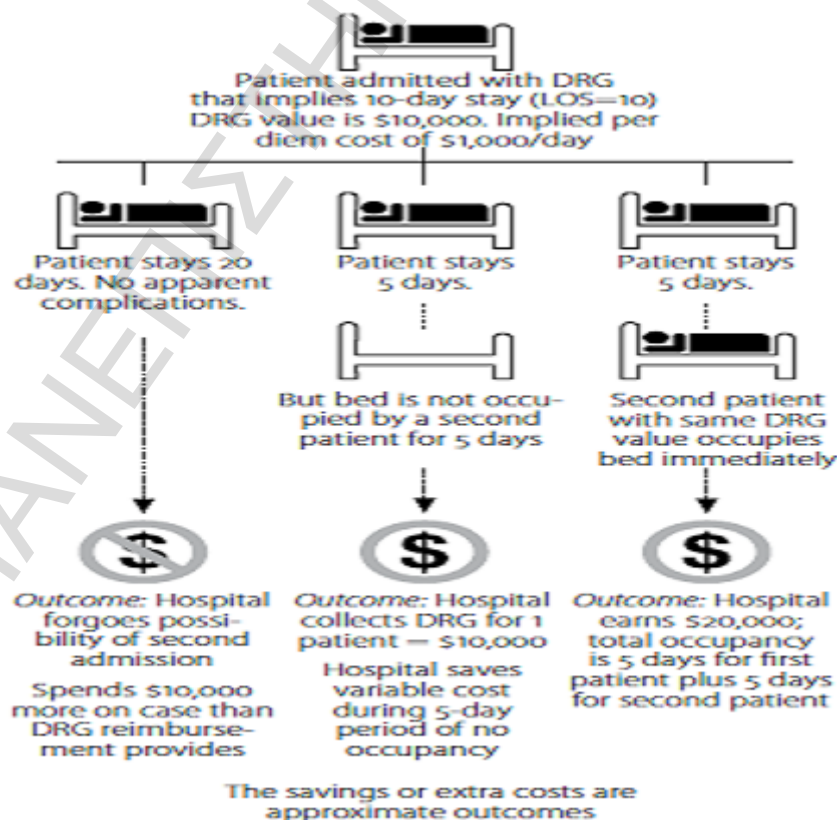 Patient admitted with DRG
that implies 10-day stay (LOS=10)
DRG value is $10,000. Implied per
diem cost of $1,000/day
Patient stays 20
days. No apparent
complications.
Patient stays
5 days.
But bed is not occu-
pied by a second
patient for 5 days
Patient stays
5 days.
Second patient
with same DRG
value occupies
bed immediately
$
Outcome: Hospital
forgoes possi-
bility of second
admission
Spends $10,000
more on case than
DRG reimburse-
ment provides
$
Outcome: Hospital
collects DRG for 1
patient = $10,000
Hospital saves
variable cost
during 5-day
period of no
occupancy
$
Outcome: Hospital
earns $20,000;
total occupancy
is 5 days for first
patient plus 5 days
for second patient
The savings or extra costs are
approximate outcomes
ΠΑΝΕΠΙΣΤΗ